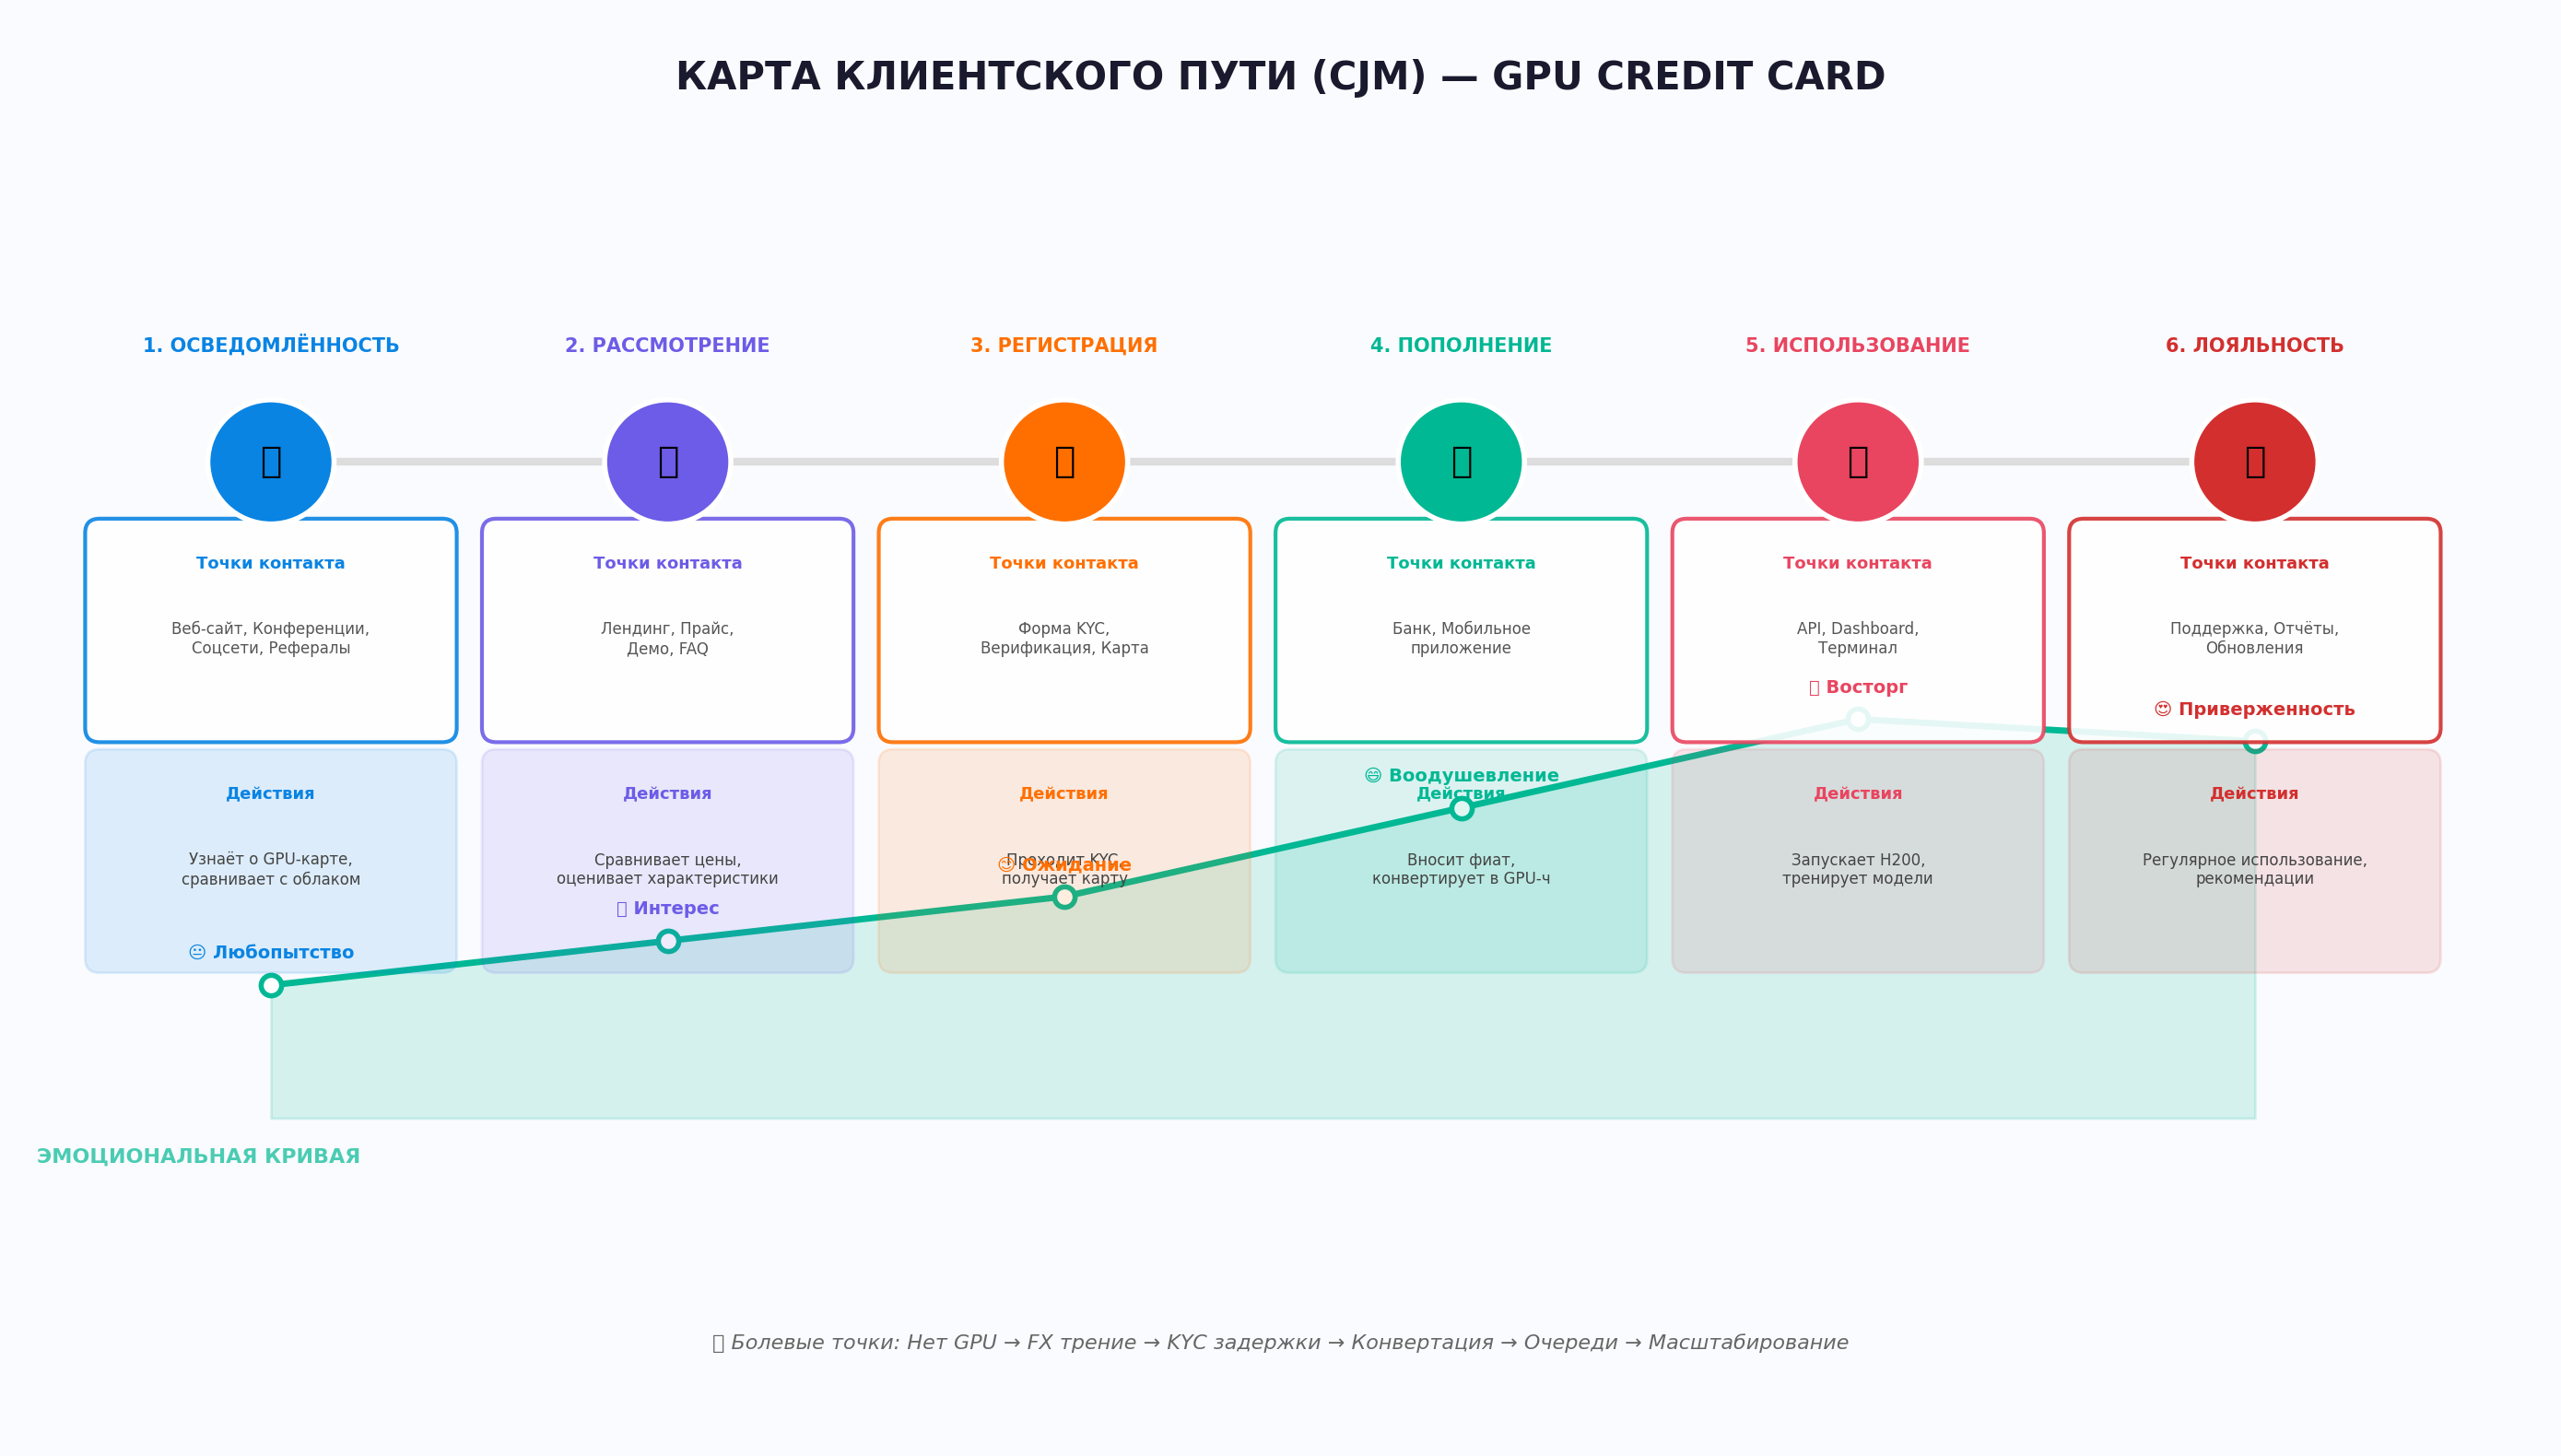 КАРТА КЛИЕНТСКОГО ПУТИ (CJM) — GPU CREDIT CARD
1. ОСВЕДОМЛЁННОСТЬ
2. РАССМОТРЕНИЕ
3. РЕГИСТРАЦИЯ
4. ПОПОЛНЕНИЕ
5. ИСПОЛЬЗОВАНИЕ
6. ЛОЯЛЬНОСТЬ
Точки контакта
Веб-сайт, Конференции,
Соцсети, Рефералы
Точки контакта
Лендинг, Прайс,
Демо, FAQ
Точки контакта
Форма KYC,
Верификация, Карта
Точки контакта
Банк, Мобильное
приложение
Точки контакта
API, Dashboard,
Терминал
Восторг
Точки контакта
Поддержка, Отчёты,
Обновления
😍 Приверженность
Действия
Узнаёт о GPU-карте,
сравнивает с облаком
😐 Любопытство
Действия
Сравнивает цены,
оценивает характеристики
Интерес
Действия
Проходит KYC,
😊 Ожидание
получает карту
😄 Воодушевление
Действия
Вносит фиат,
конвертирует в GPU-ч
Действия
Запускает H200,
тренирует модели
Действия
Регулярное использование,
рекомендации
ЭМОЦИОНАЛЬНАЯ КРИВАЯ
Болевые точки: Нет GPU → FX трение → KYC задержки → Конвертация → Очереди → Масштабирование